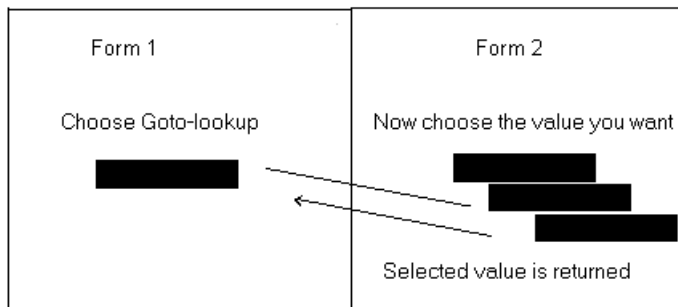 Form 1
Choose Goto-lookup
Form 2
Now choose the value you want
Selected value is returned